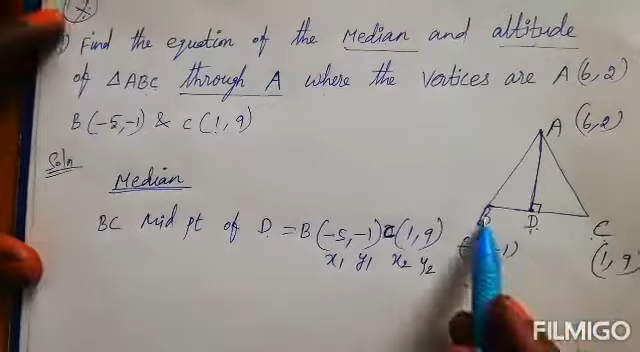 Find the equation of the Median and altitude
of △ABC through A where the vertices are A (6, 2)
B (-5, -1) & C (1, 9)
Soln
Median
BC Mid pt of D = B (-5, -1) C (1, 9)
x₁ y₁ x₂ y₂
A (6, 2)
B
D
C
-1)
(1, 9
FILMIGO